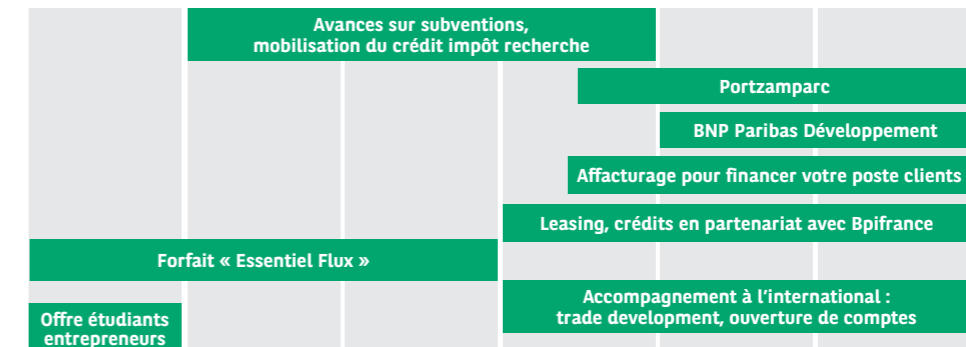 Avances sur subventions,
mobilisation du crédit impôt recherche
Portzamparc
BNP Paribas Développement
Affacturage pour financer votre poste clients
Leasing, crédits en partenariat avec Bpifrance
Forfait « Essentiel Flux »
Accompagnement à l’international :
trade development, ouverture de comptes
Offre étudiants
entrepreneurs